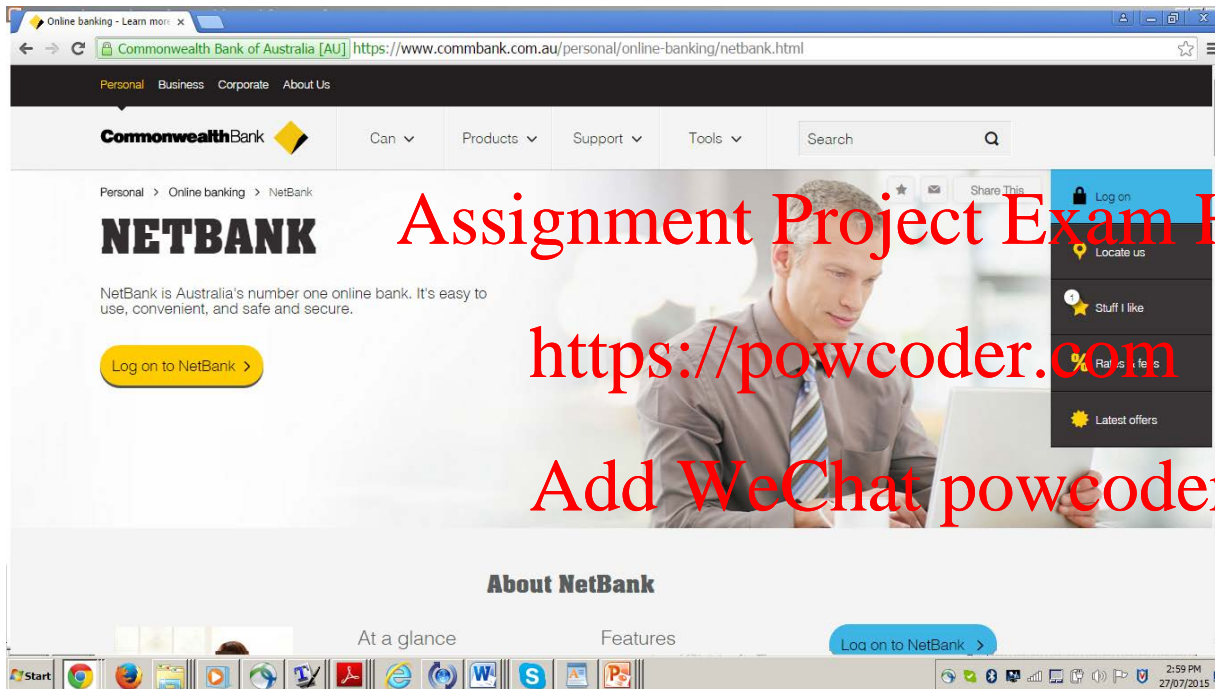 Online banking - Learn more
Commonwealth Bank of Australia [AU] https://www.commbank.com.au/personal/online-banking/netbank.html
Personal Business Corporate About Us
CommonwealthBank Can Products Support Tools Search
Personal > Online banking > NetBank
Share This
Log on
NETBANK
Assignment Project Exam
Locate us
NetBank is Australia's number one online bank. It's easy to
use, convenient, and safe and secure.
1
Stuff I like
Log on to NetBank >
https://powcoder.com
% Rates & fees
Latest offers
Add WeChat powcoder
About NetBank
At a glance Features Log on to NetBank >
Start
2:59 PM
27/07/2015